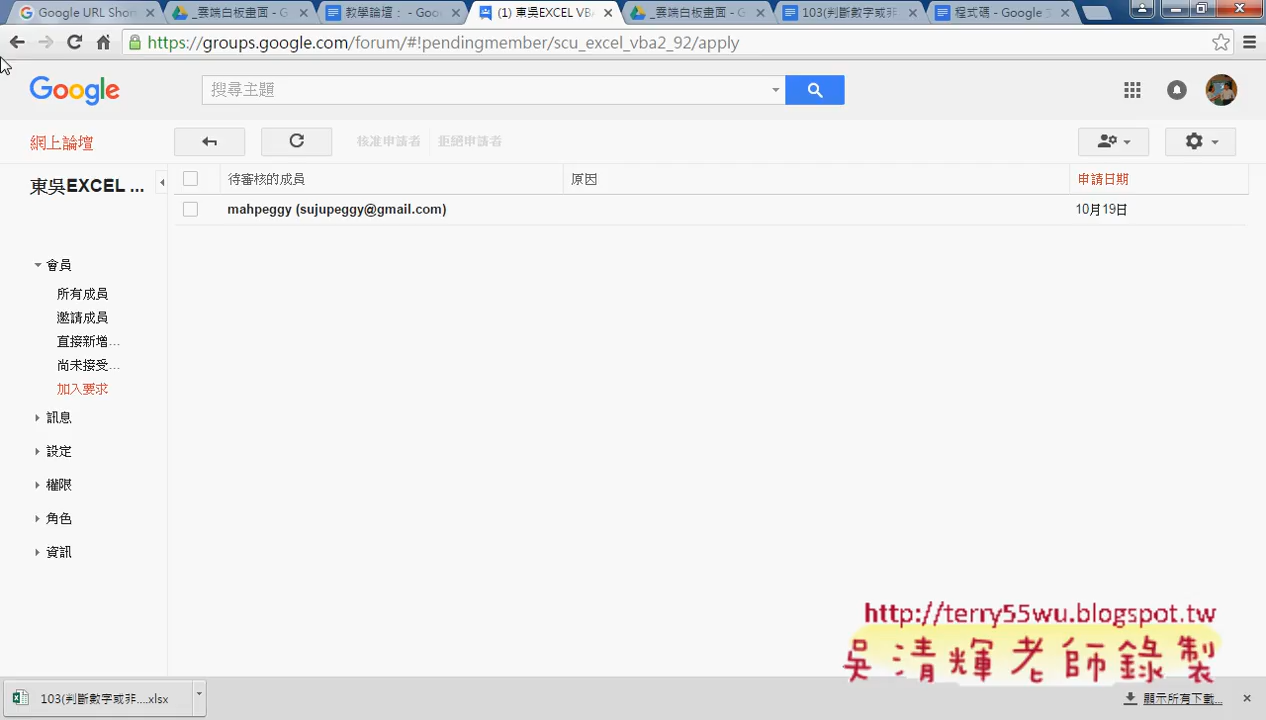 Google URL Shor
_雲端白板畫面 - G
教學論壇： - Goo
(1) 東吳EXCEL VB
_雲端白板畫面 - G
103(判斷數字或非
程式碼 - Google 文
https://groups.google.com/forum/#!pendingmember/scu_excel_vba2_92/apply
Google
搜尋主題
網上論壇
核准申請者
拒絕申請者
東吳EXCEL ...
待審核的成員
原因
申請日期
mahpeggy (sujupeggy@gmail.com)
10月19日
會員
所有成員
邀請成員
直接新增...
尚未接受...
加入要求
訊息
設定
權限
角色
資訊
http://terry55wu.blogspot.tw
吳清輝老師錄製
103(判斷數字或非....xlsx
顯示所有下載...